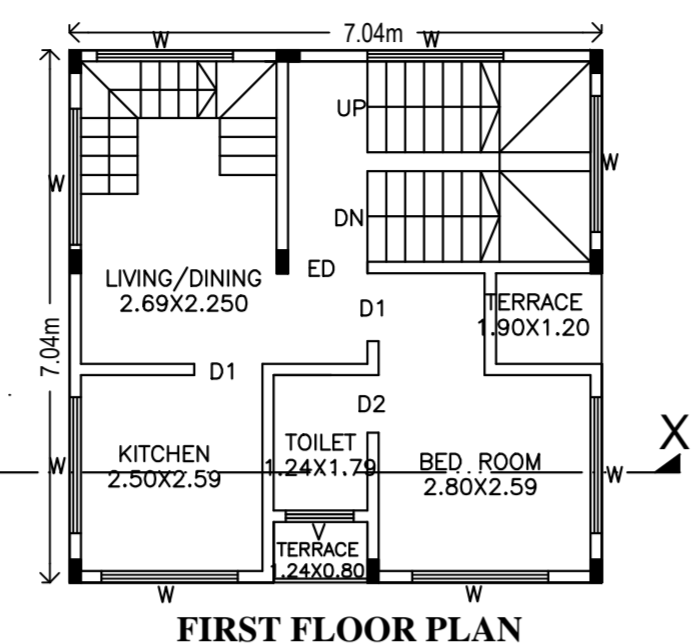 7.04m
W
W
UP
W
W
DN
ED
LIVING/DINING
2.69X2.250
TERRACE
1.90X1.20
D1
7.04m
D1
D2
X
KITCHEN
2.50X2.59
TOILET
1.24X1.79
BED ROOM
2.80X2.59
W
W
V
TERRACE
1.24X0.80
W
W
FIRST FLOOR PLAN